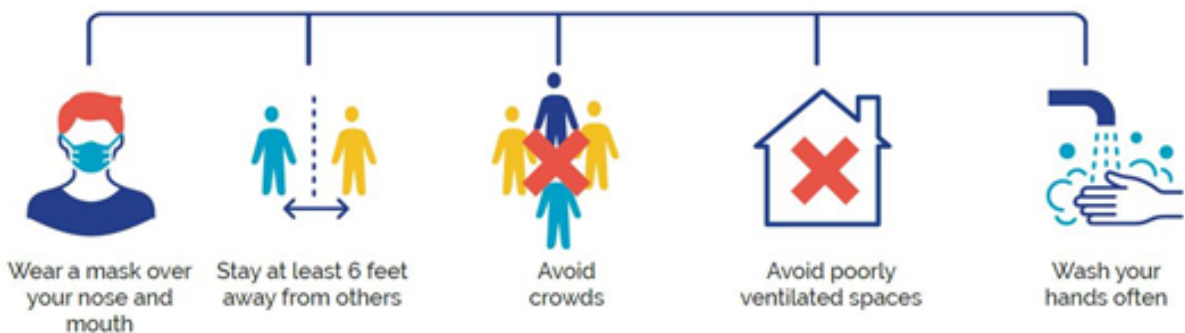 Wear a mask over
your nose and
mouth
Stay at least 6 feet
away from others
Avoid
crowds
Avoid poorly
ventilated spaces
Wash your
hands often